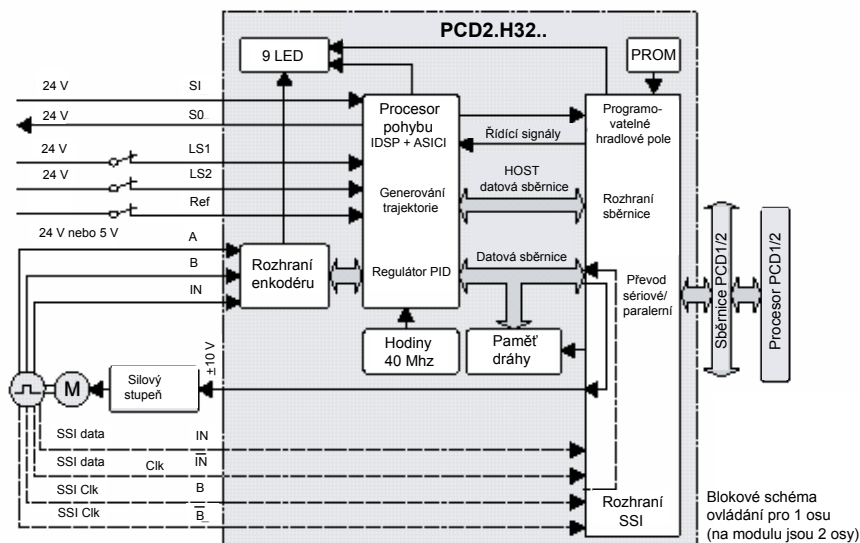 PCD2.H32..
9 LED
PROM
24 V
SI
24 V
S0
24 V
LS1
24 V
LS2
Ref
24 V nebo 5 V
A
B
IN
Procesor
pohybu
IDSP + ASICI
Generování
trajektorie
Regulátor PID
Řídící signály
HOST
datová sběrnice
Datová sběrnice
Programo-
vatelné
hradlové pole
Rozhraní
sběrnice
Převod
sériové/
paralerní
Rozhraní
SSI
Rozhraní
enkodéru
Hodiny
40 Mhz
Paměť
dráhy
Sběrnice PCD1/2
Procesor PCD1/2
±10 V
M
Silový
stupeň
SSI data
IN
SSI data
Clk
IN
SSI Clk
B
SSI Clk
B
Blokové schéma
ovládání pro 1 osu
(na modulu jsou 2 osy)